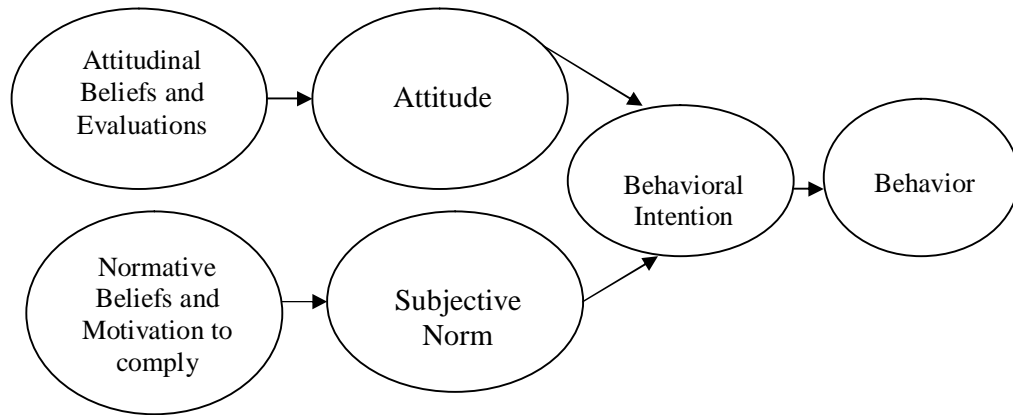 Attitudinal
Beliefs and
Evaluations
Attitude
Behavioral
Intention
Behavior
Normative
Beliefs and
Motivation to
comply
Subjective
Norm